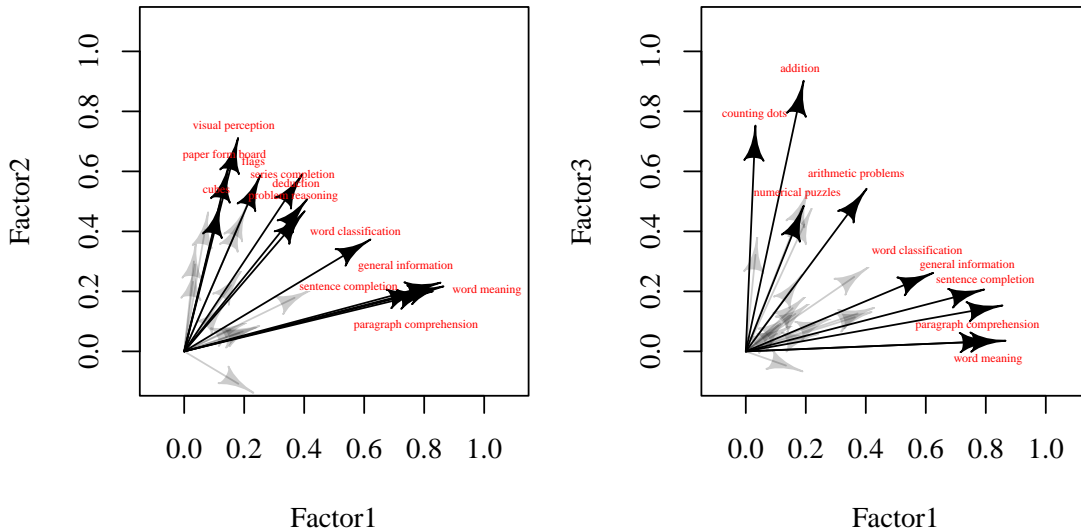 Factor2
1.0
0.8
0.6
0.4
0.2
0.0
visual perception
paper form board
flags
series completion
deduction
cubes
problem reasoning
word classification
general information
sentence completion
word meaning
paragraph comprehension
0.0 0.2 0.4 0.6 0.8 1.0
Factor1
Factor3
1.0
0.8
0.6
0.4
0.2
0.0
addition
counting dots
arithmetic problems
numerical puzzles
word classification
general information
sentence completion
paragraph comprehension
word meaning
0.0 0.2 0.4 0.6 0.8 1.0
Factor1